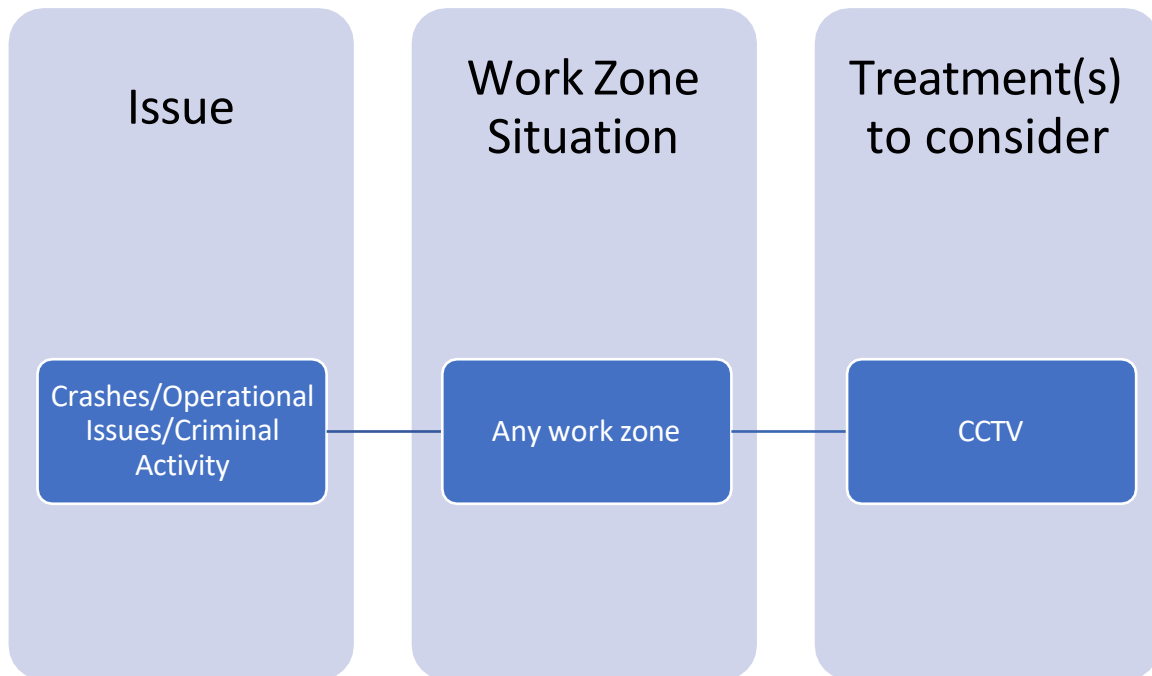 Issue
Work Zone
Situation
Treatment(s)
to consider
Crashes/Operational
Issues/Criminal
Activity
Any work zone
CCTV